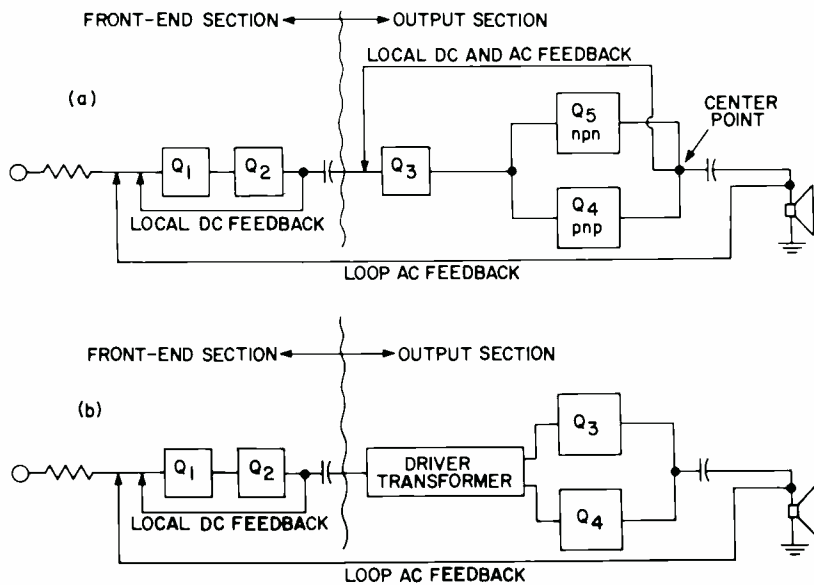 FRONT-END SECTION
OUTPUT SECTION
LOCAL DC AND AC FEEDBACK
(a)
CENTER
POINT
Q5
npn
Q1
Q2
Q3
Q4
pnp
LOCAL DC FEEDBACK
LOOP AC FEEDBACK
FRONT-END SECTION
OUTPUT SECTION
(b)
Q3
Q1
Q2
DRIVER
TRANSFORMER
Q4
LOCAL DC FEEDBACK
LOOP AC FEEDBACK